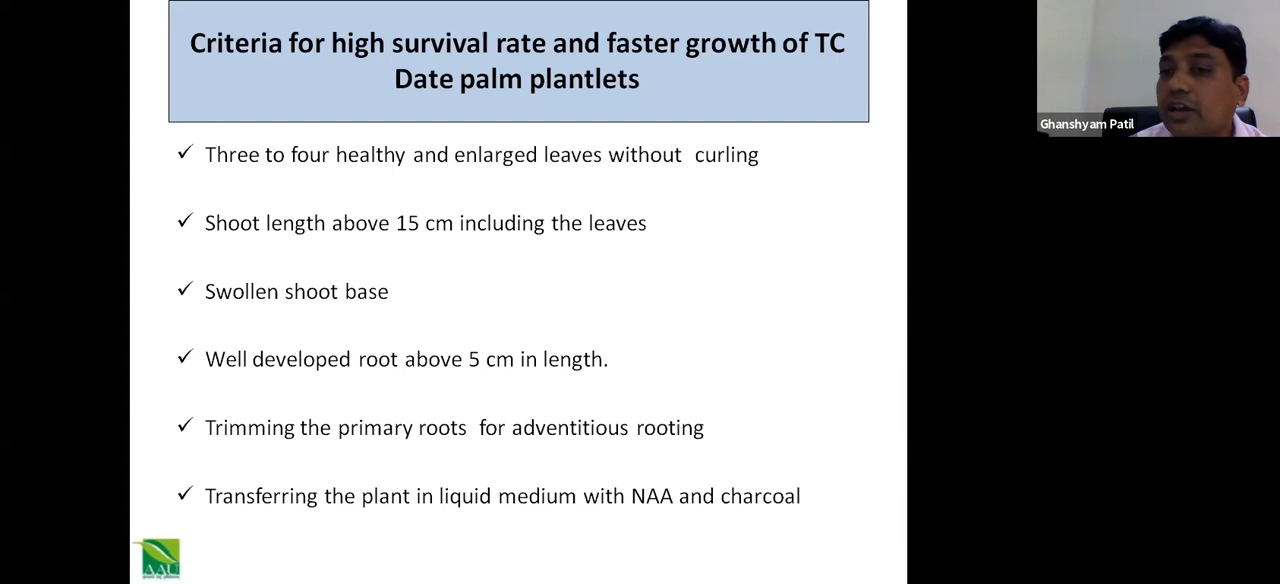 Criteria for high survival rate and faster growth of TC
Date palm plantlets
✓ Three to four healthy and enlarged leaves without curling
✓ Shoot length above 15 cm including the leaves
✓ Swollen shoot base
✓ Well developed root above 5 cm in length.
✓ Trimming the primary roots for adventitious rooting
✓ Transferring the plant in liquid medium with NAA and charcoal
AAU
Ghanshyam Patil